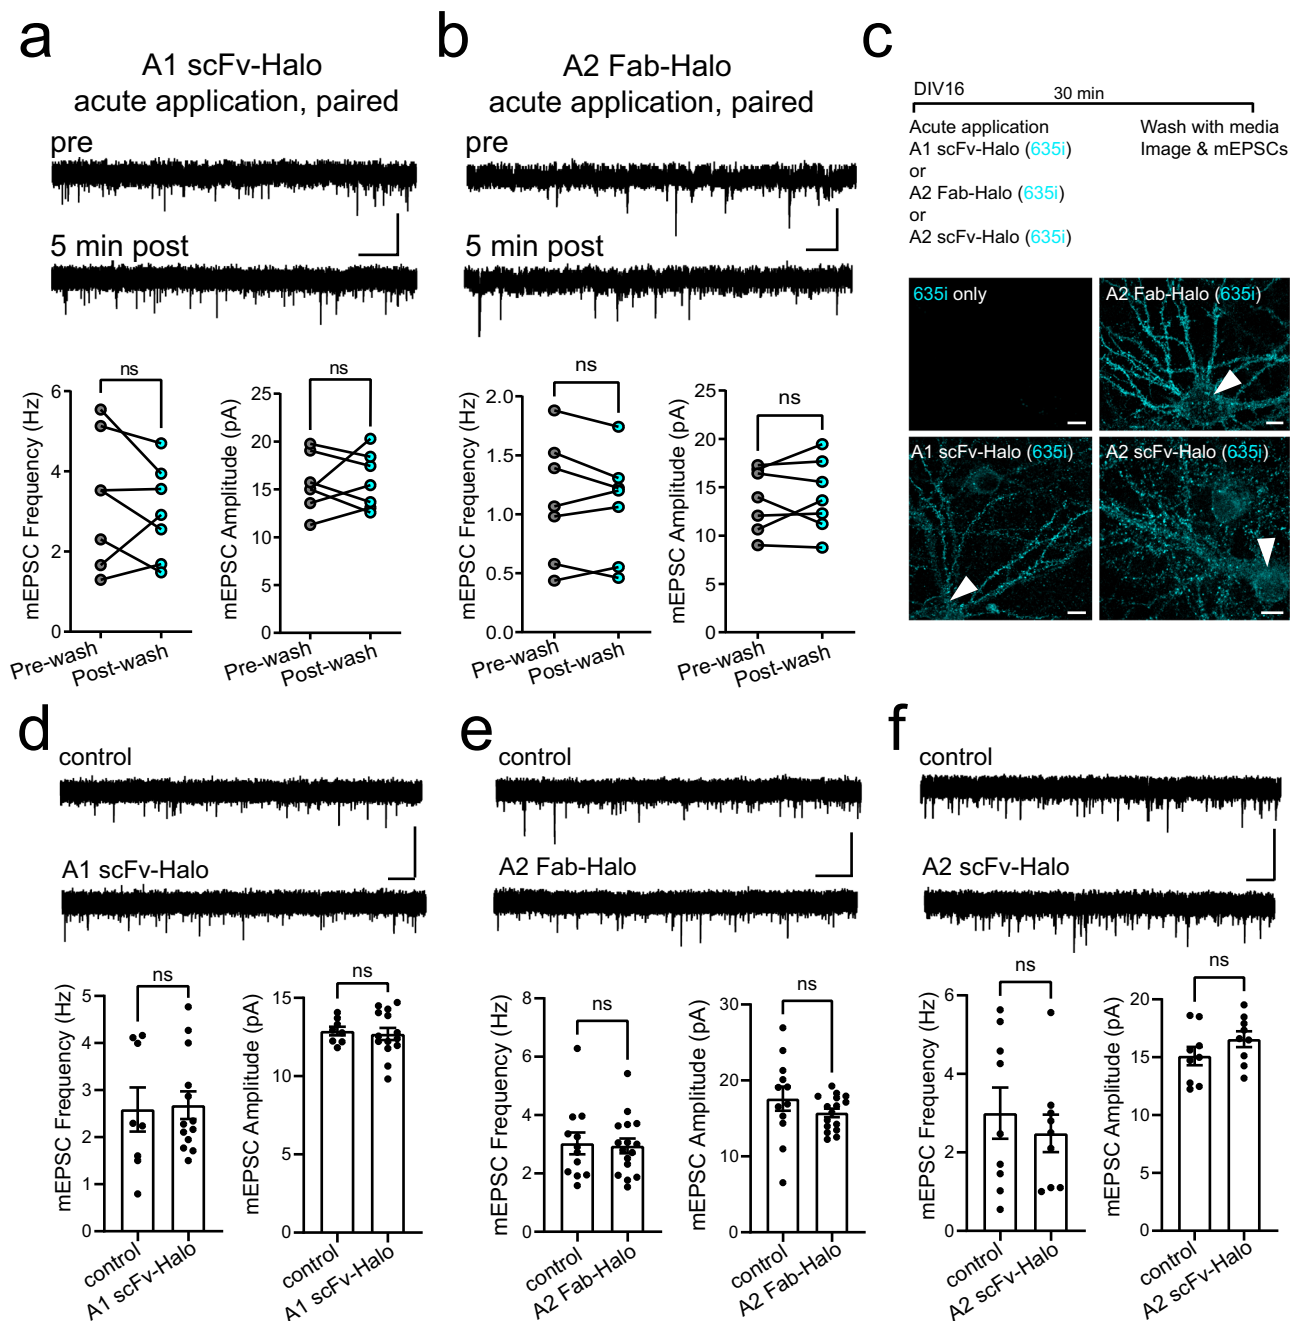 a
A1 scFv-Halo
acute application, paired
pre
5 min post
ns
mEPSC Frequency (Hz)
6
4
2
0
Pre-wash
Post-wash
ns
mEPSC Amplitude (pA)
25
20
15
10
5
0
Pre-wash
Post-wash
b
A2 Fab-Halo
acute application, paired
pre
5 min post
ns
mEPSC Frequency (Hz)
2.0
1.5
1.0
0.5
0.0
Pre-wash
Post-wash
ns
mEPSC Amplitude (pA)
25
20
15
10
5
0
Pre-wash
Post-wash
c
DIV16
30 min
Acute application
A1 scFv-Halo (635i)
or
A2 Fab-Halo (635i)
or
A2 scFv-Halo (635i)
Wash with media
Image & mEPSCs
635i only
A2 Fab-Halo (635i)
A1 scFv-Halo (635i)
A2 scFv-Halo (635i)
d
control
A1 scFv-Halo
ns
mEPSC Frequency (Hz)
5
4
3
2
1
0
control
A1 scFv-Halo
ns
mEPSC Amplitude (pA)
15
10
5
0
control
A1 scFv-Halo
e
control
A2 Fab-Halo
ns
mEPSC Frequency (Hz)
8
6
4
2
0
control
A2 Fab-Halo
ns
mEPSC Amplitude (pA)
30
20
10
0
control
A2 Fab-Halo
f
control
A2 scFv-Halo
ns
mEPSC Frequency (Hz)
6
4
2
0
control
A2 scFv-Halo
ns
mEPSC Amplitude (pA)
20
15
10
5
0
control
A2 scFv-Halo